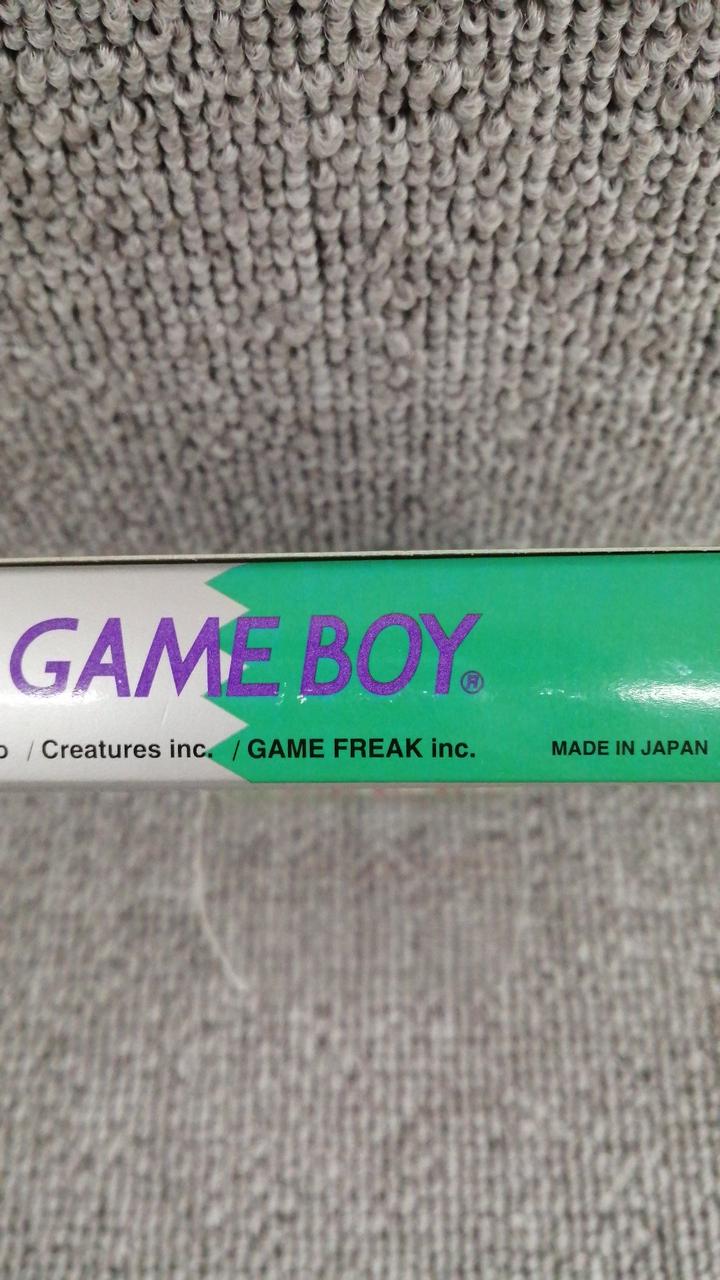 GAME BOY®
/ Creatures inc. / GAME FREAK inc. MADE IN JAPAN